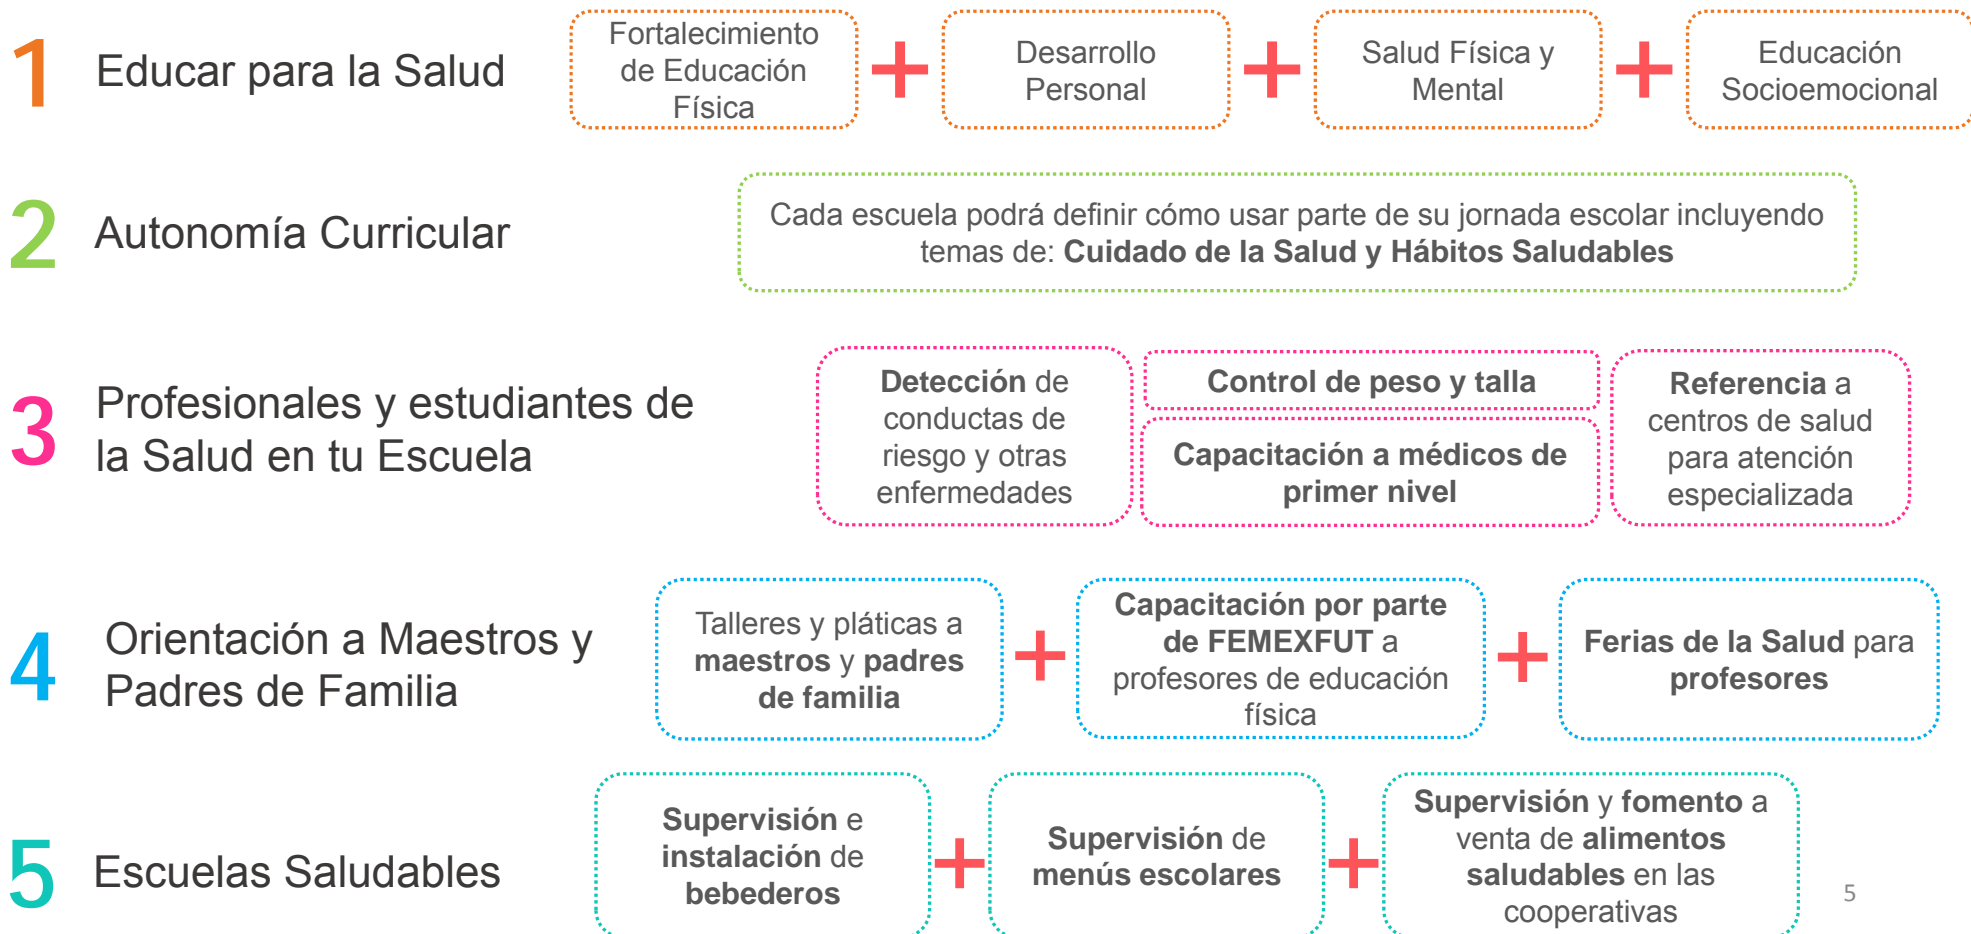 1
Educar para la Salud
Fortalecimiento
de Educación
Física
+
Desarrollo
Personal
+
Salud Física y
Mental
+
Educación
Socioemocional
2
Autonomía Curricular
Cada escuela podrá definir cómo usar parte de su jornada escolar incluyendo
temas de: Cuidado de la Salud y Hábitos Saludables
3
Profesionales y estudiantes de
la Salud en tu Escuela
Detección de
conductas de
riesgo y otras
enfermedades
Control de peso y talla
Capacitación a médicos de
primer nivel
Referencia a
centros de salud
para atención
especializada
4
Orientación a Maestros y
Padres de Familia
Talleres y pláticas a
maestros y padres
de familia
+
Capacitación por parte
de FEMEXFUT a
profesores de educación
física
+
Ferias de la Salud para
profesores
5
Escuelas Saludables
Supervisión e
instalación de
bebederos
+
Supervisión de
menús escolares
+
Supervisión y fomento a
venta de alimentos
saludables en las
cooperativas
5